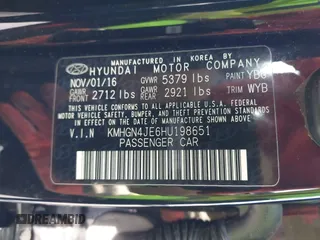 MANUFACTURED IN KOREA BY
HYUNDAI MOTOR COMPANY
NOV/01/16 GVWR 5379 lbs PAINT YB3
GAWR FRONT 2712 lbs GAWR REAR 2921 lbs TRIM WYB
THIS VEHICLE CONFORMS TO ALL APPLICABLE U.S. FEDERAL
MOTOR VEHICLE SAFETY, BUMPER, AND THEFT PREVENTION
STANDARDS IN EFFECT ON THE DATE OF MANUFACTURE
SHOWN ABOVE.
V.I.N KMHGN4JE6HU198651
PASSENGER CAR
DREAMBID